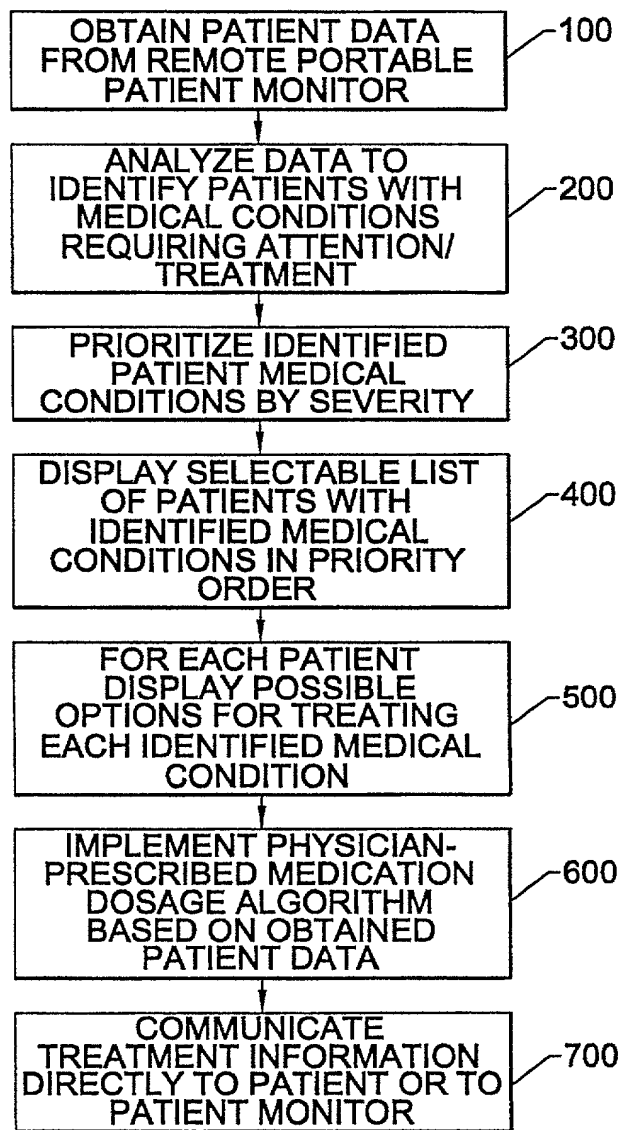 OBTAIN PATIENT DATA
FROM REMOTE PORTABLE
PATIENT MONITOR
100
ANALYZE DATA TO
IDENTIFY PATIENTS WITH
MEDICAL CONDITIONS
REQUIRING ATTENTION/
TREATMENT
200
PRIORITIZE IDENTIFIED
PATIENT MEDICAL
CONDITIONS BY SEVERITY
300
DISPLAY SELECTABLE LIST
OF PATIENTS WITH
IDENTIFIED MEDICAL
CONDITIONS IN PRIORITY
ORDER
400
FOR EACH PATIENT
DISPLAY POSSIBLE
OPTIONS FOR TREATING
EACH IDENTIFIED MEDICAL
CONDITION
500
IMPLEMENT PHYSICIAN-
PRESCRIBED MEDICATION
DOSAGE ALGORITHM
BASED ON OBTAINED
PATIENT DATA
600
COMMUNICATE
TREATMENT INFORMATION
DIRECTLY TO PATIENT OR TO
PATIENT MONITOR
700